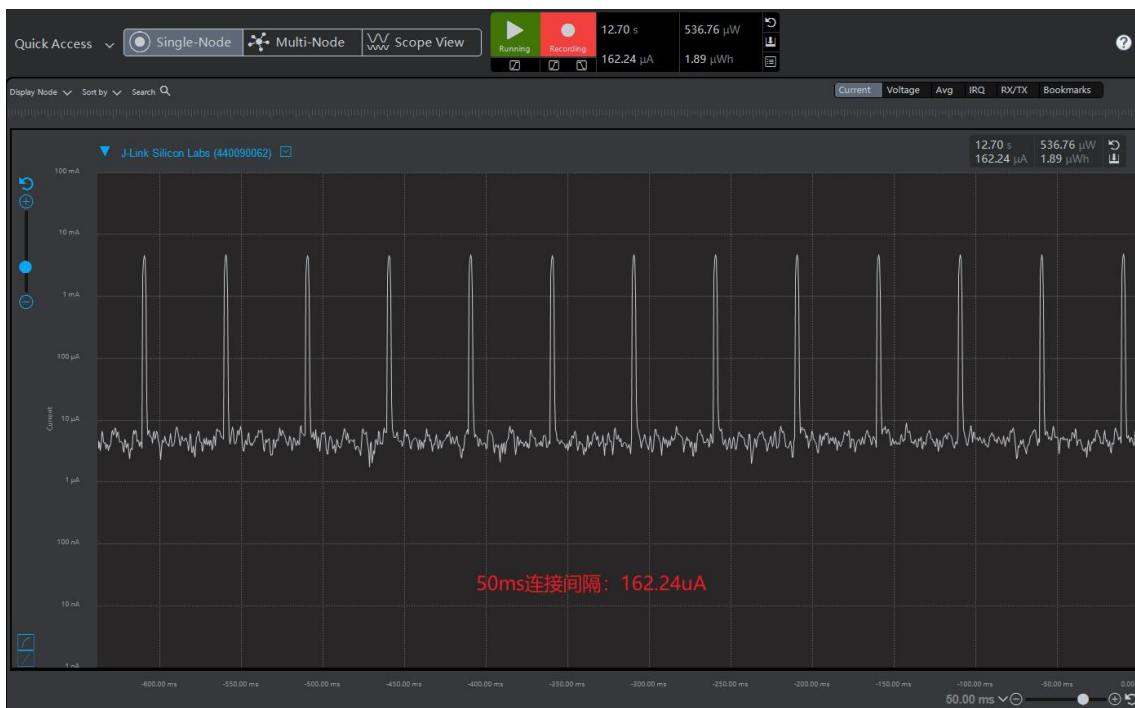 Quick Access
Single-Node
Multi-Node
Scope View
Running
Recording
12.70 s
536.76 µW
162.24 µA
1.89 µWh
Display Node
Sort by
Search
Current
Voltage
Avg
IRQ
RX/TX
Bookmarks
J-Link Silicon Labs (440090062)
12.70 s
536.76 µW
162.24 µA
1.89 µWh
100 mA
10 mA
1 mA
100 µA
10 µA
1 µA
100 nA
10 nA
1 nA
Current
50ms连接间隔：162.24uA
-600.00 ms
-550.00 ms
-500.00 ms
-450.00 ms
-400.00 ms
-350.00 ms
-300.00 ms
-250.00 ms
-200.00 ms
-150.00 ms
-100.00 ms
-50.00 ms
0.00
50.00 ms